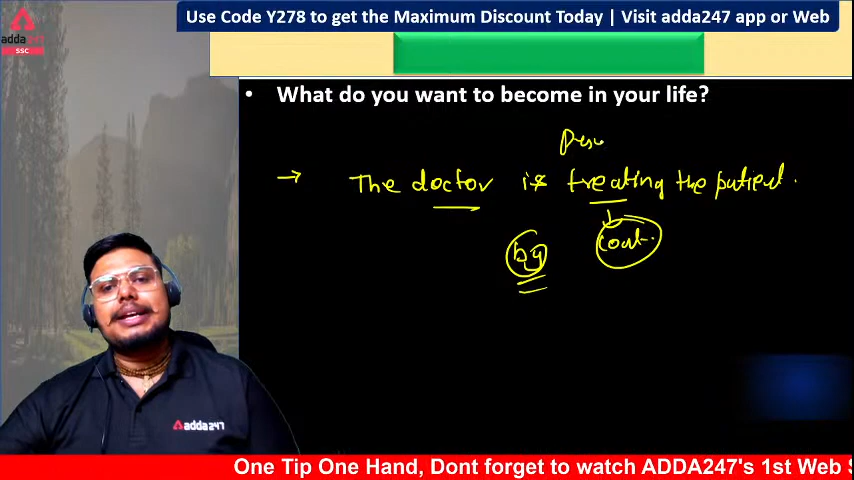 Use Code Y278 to get the Maximum Discount Today | Visit adda247 app or Web
adda247
SSC
• What do you want to become in your life?
→ The doctor is treating the patient.
by
adda247
One Tip One Hand, Dont forget to watch ADDA247's 1st Web S